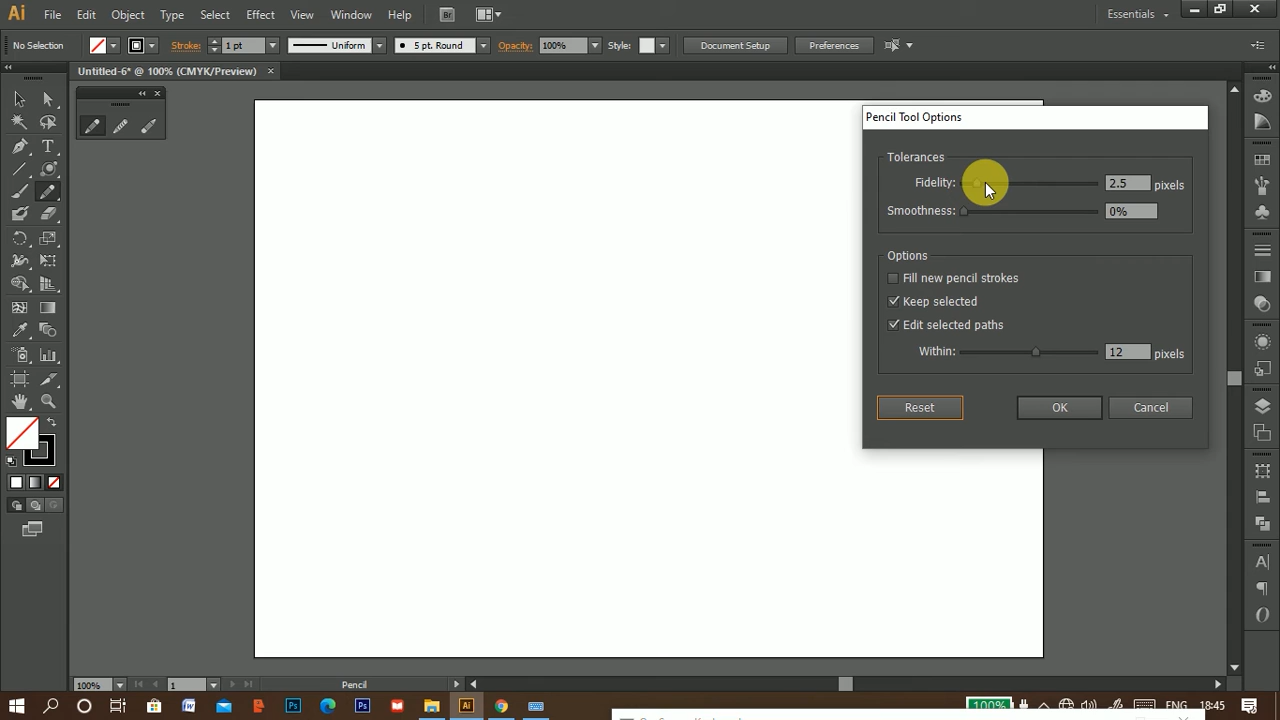 Ai File Edit Object Type Select Effect View Window Help Br Essentials
No Selection Stroke: 1 pt Uniform 5 pt. Round Opacity: 100% Style: Document Setup Preferences
Untitled-6* @ 100% (CMYK/Preview)
Pencil Tool Options
Tolerances
Fidelity: 2.5 pixels
Smoothness: 0%
Options
Fill new pencil strokes
Keep selected
Edit selected paths
Within: 12 pixels
Reset OK Cancel
100% 1 Pencil
100% ENG 18:45